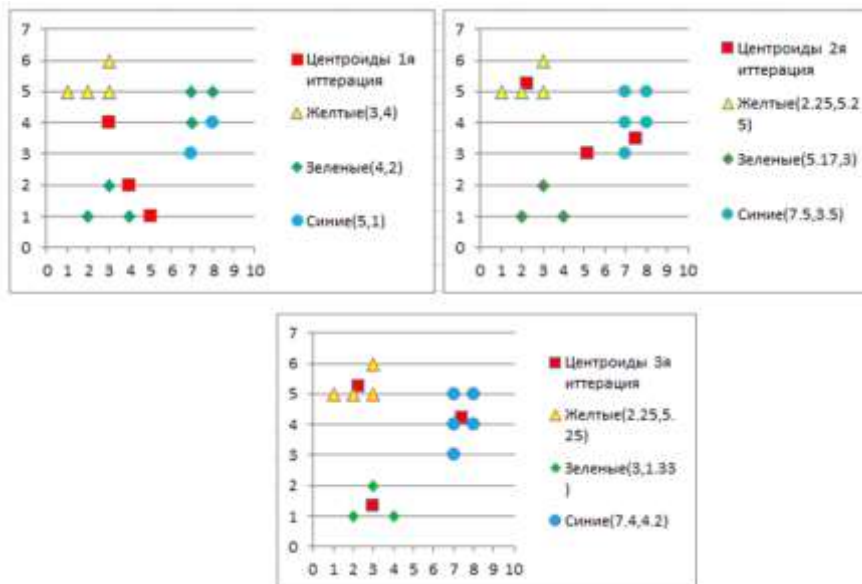 7
6
5
4
3
2
1
0
0 1 2 3 4 5 6 7 8 9 10
Центроиды 1я
иттерация
Желтые(3,4)
Зеленые(4,2)
Синие(5,1)
7
6
5
4
3
2
1
0
0 1 2 3 4 5 6 7 8 9 10
Центроиды 2я
иттерация
Желтые(2.25,5.2
5)
Зеленые(5.17,3)
Синие(7.5,3.5)
7
6
5
4
3
2
1
0
0 1 2 3 4 5 6 7 8 9 10
Центроиды 3я
иттерация
Желтые(2.25,5.
25)
Зеленые(3,1.33
)
Синие(7.4,4.2)